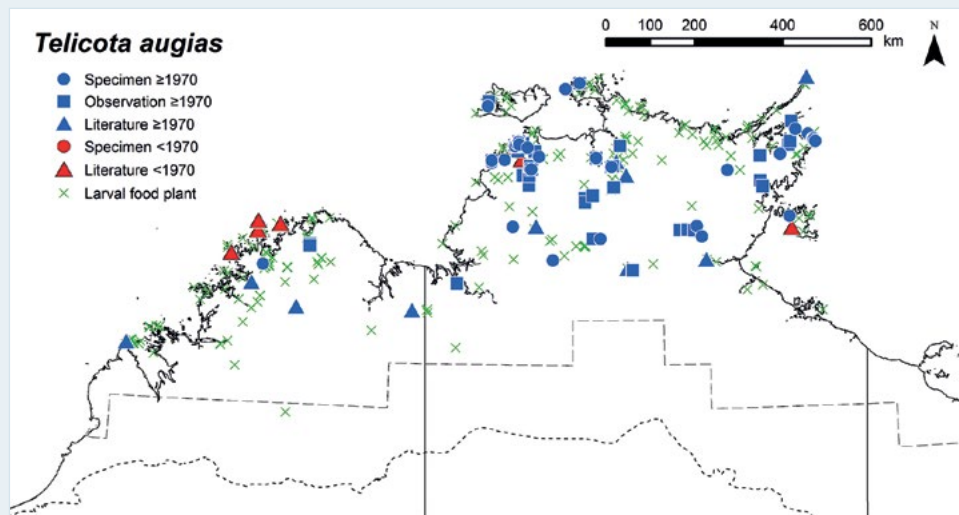 Telicota augias
Specimen ≥1970
Observation ≥1970
Literature ≥1970
Specimen <1970
Literature <1970
Larval food plant
0 100 200 400 600
km
N